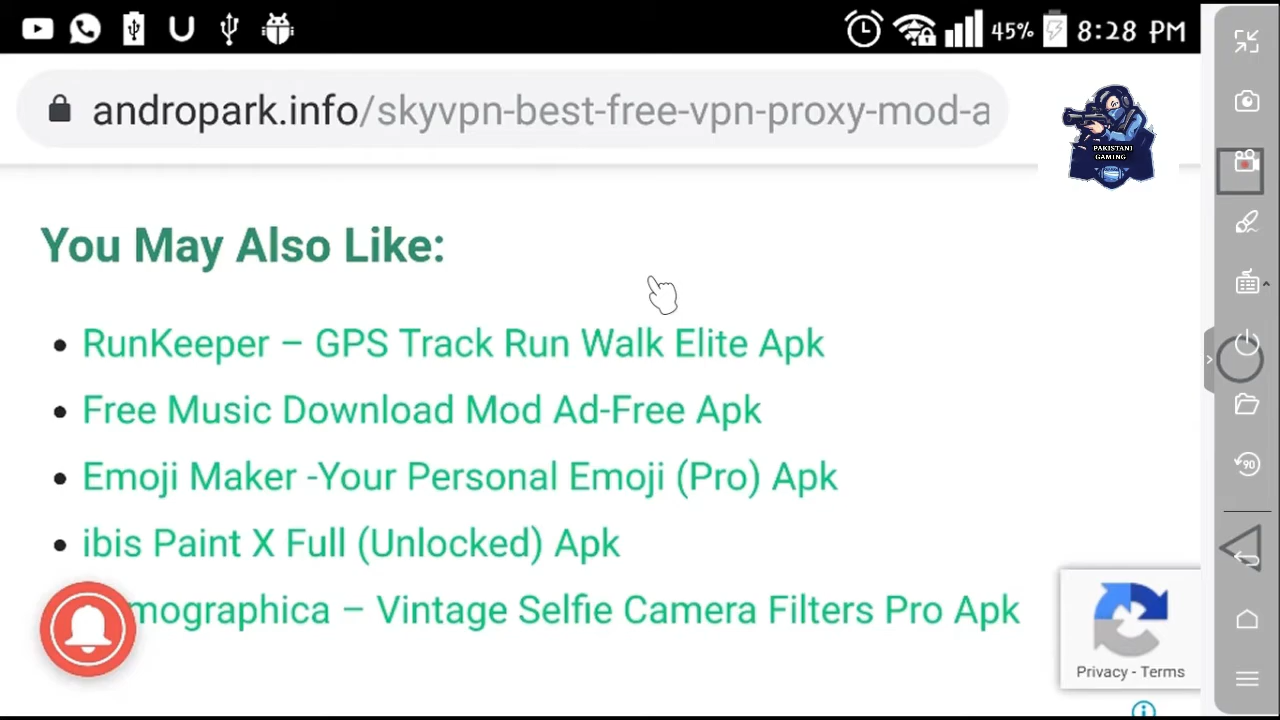 45% 8:28 PM
andropark.info/skyvpn-best-free-vpn-proxy-mod-a
PAKISTANI
GAMING
You May Also Like:
• RunKeeper – GPS Track Run Walk Elite Apk
• Free Music Download Mod Ad-Free Apk
• Emoji Maker -Your Personal Emoji (Pro) Apk
• ibis Paint X Full (Unlocked) Apk
mographica – Vintage Selfie Camera Filters Pro Apk
Privacy - Terms
90